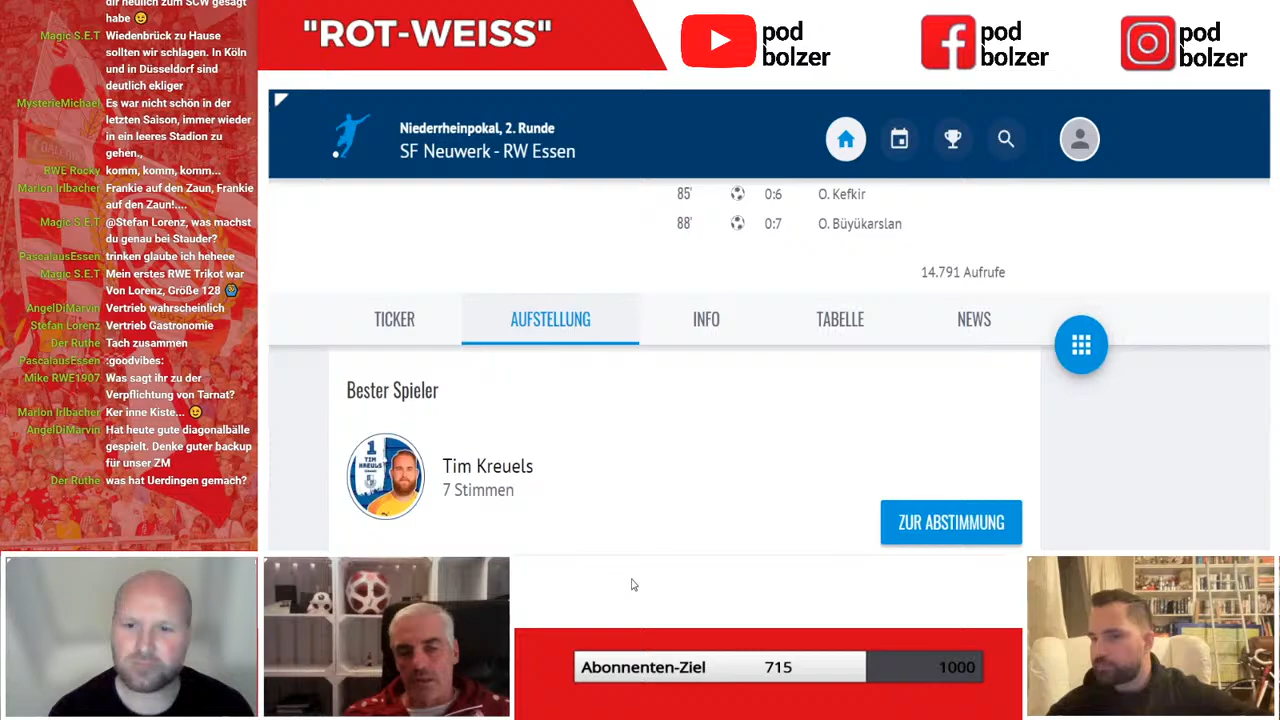 dir neulich zum SCW gesagt
habe
Magic S.E.T Wiedenbrück zu Hause
sollten wir schlagen. In Köln
und in Düsseldorf sind
deutlich ekliger
MysterieMichael Es war nicht schön in der
letzten Saison, immer wieder
in ein leeres Stadion zu
gehen.,
RWE Rocky komm, komm, komm...
Marlon Irlbacher Frankie auf den Zaun, Frankie
auf den Zaun!....
Magic S.E.T @Stefan Lorenz, was machst
du genau bei Stauder?
PascalausEssen trinken glaube ich heheee
Magic S.E.T Mein erstes RWE Trikot war
Von Lorenz, Größe 128
AngelDiMarvin Vertrieb wahrscheinlich
Stefan Lorenz Vertrieb Gastronomie
Der Ruthe Tach zusammen
PascalausEssen :goodvibes:
Mike RWE1907 Was sagt ihr zu der
Verpflichtung von Tarnat?
Marlon Irlbacher Ker inne Kiste...
AngelDiMarvin Hat heute gute diagonalbälle
gespielt. Denke guter backup
für unser ZM
Der Ruthe was hat Uerdingen gemach?
"ROT-WEISS"
pod
bolzer
pod
bolzer
pod
bolzer
Niederrheinpokal, 2. Runde
SF Neuwerk - RW Essen
85' 0:6 O. Kefkir
88' 0:7 O. Büyükarslan
14.791 Aufrufe
TICKER AUFSTELLUNG INFO TABELLE NEWS
Bester Spieler
1
TIM
KREUELS
Tim Kreuels
7 Stimmen
ZUR ABSTIMMUNG
Abonnenten-Ziel 715 1000